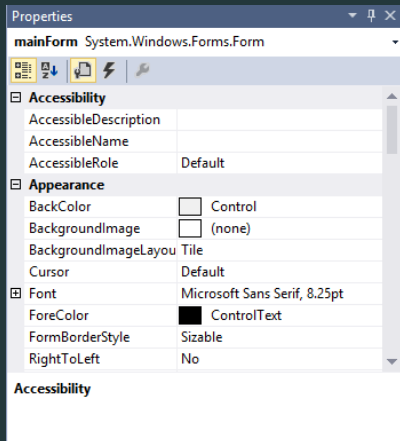 Properties
mainForm System.Windows.Forms.Form
Accessibility
AccessibleDescription
AccessibleName
AccessibleRole Default
Appearance
BackColor Control
BackgroundImage (none)
BackgroundImageLayou Tile
Cursor Default
Font Microsoft Sans Serif, 8.25pt
ForeColor ControlText
FormBorderStyle Sizable
RightToLeft No
Accessibility